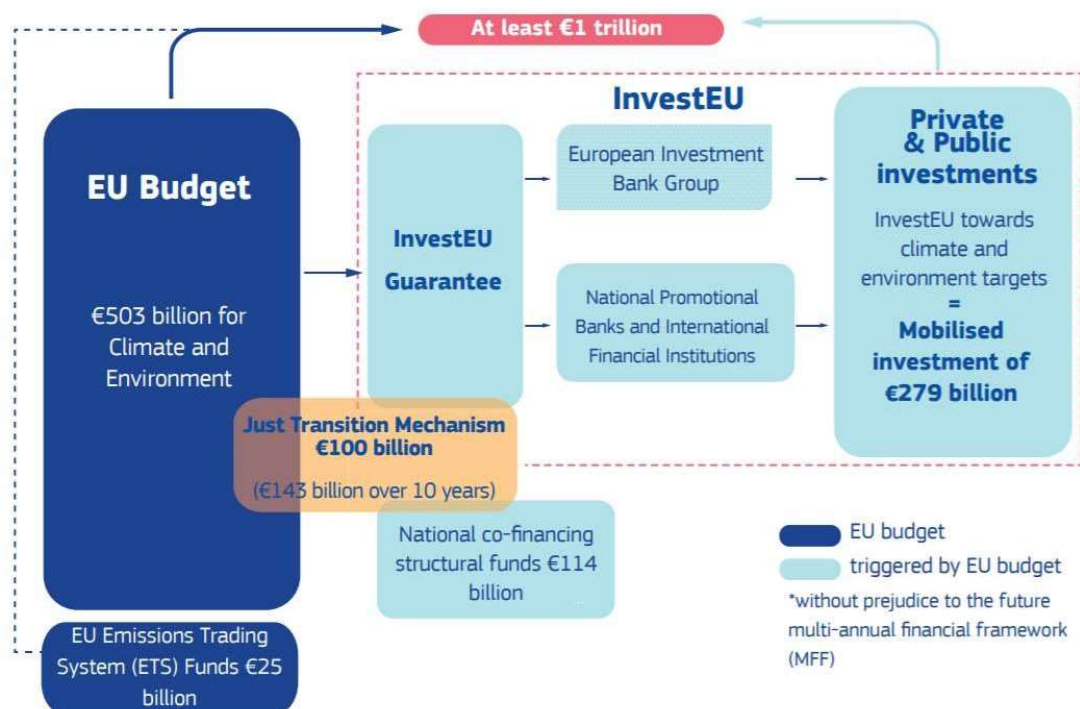 At least €1 trillion
EU Budget
€503 billion for
Climate and
Environment
InvestEU
InvestEU
Guarantee
European Investment
Bank Group
National Promotional
Banks and International
Financial Institutions
Private
& Public
investments
InvestEU towards
climate and
environment targets
=
Mobilised
investment of
€279 billion
Just Transition Mechanism
€100 billion
(€143 billion over 10 years)
National co-financing
structural funds €114
billion
EU Emissions Trading
System (ETS) Funds €25
billion
EU budget
triggered by EU budget
*without prejudice to the future
multi-annual financial framework
(MFF)